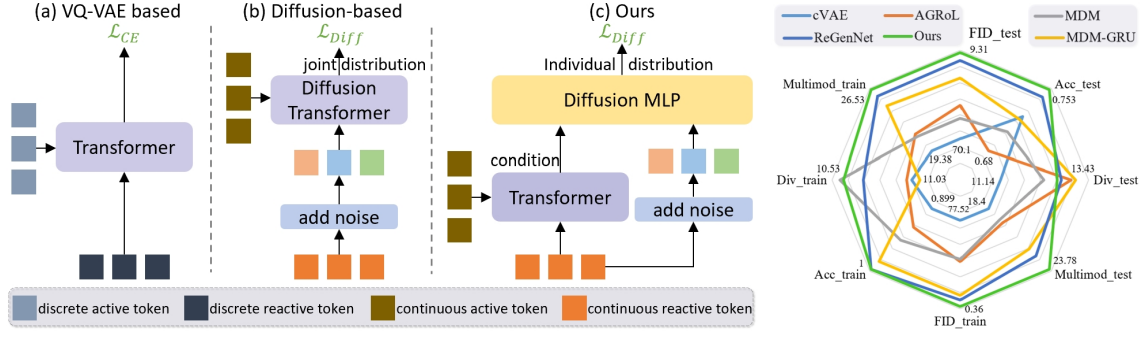 (a) VQ-VAE based
ℒ_CE
Transformer
(b) Diffusion-based
ℒ_Diff
joint distribution
Diffusion
Transformer
add noise
(c) Ours
ℒ_Diff
Individual distribution
Diffusion MLP
condition
Transformer
add noise
discrete active token
discrete reactive token
continuous active token
continuous reactive token
cVAE
AGRoL
MDM
ReGenNet
Ours
MDM-GRU
FID_test
9.31
Multimod_train
26.53
Acc_test
0.753
70.1
19.38
0.68
Div_train
10.53
11.03
11.14
13.43
Div_test
0.899
18.4
77.52
Acc_train
1
23.78
Multimod_test
0.36
FID_train